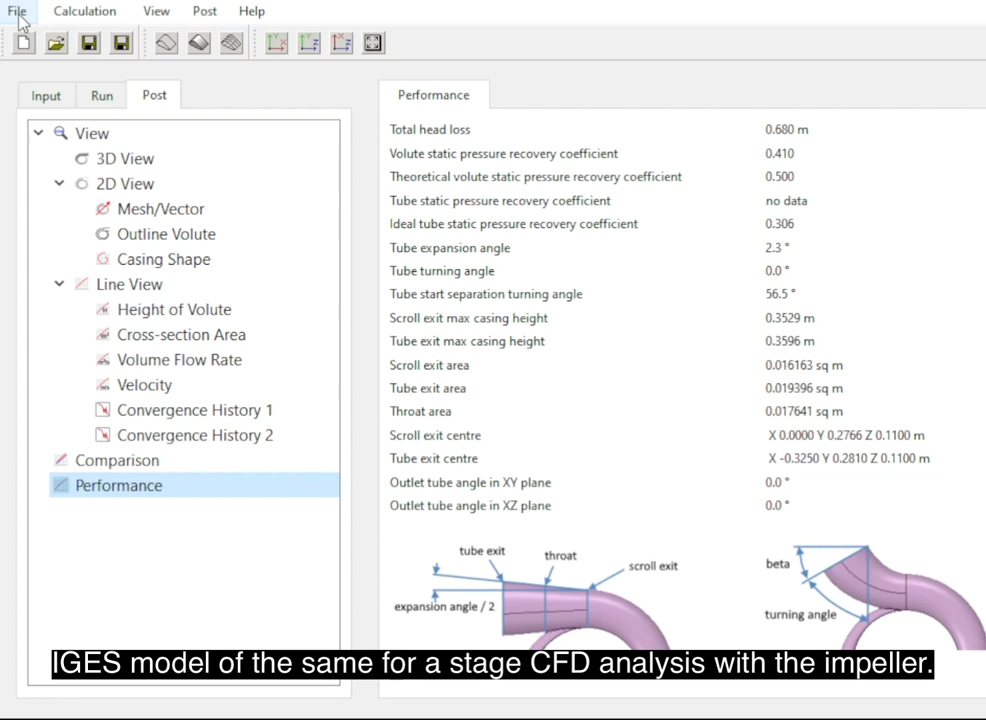 File Calculation View Post Help
Input Run Post
View
3D View
2D View
Mesh/Vector
Outline Volute
Casing Shape
Line View
Height of Volute
Cross-section Area
Volume Flow Rate
Velocity
Convergence History 1
Convergence History 2
Comparison
Performance
Performance
Total head loss 0.680 m
Volute static pressure recovery coefficient 0.410
Theoretical volute static pressure recovery coefficient 0.500
Tube static pressure recovery coefficient no data
Ideal tube static pressure recovery coefficient 0.306
Tube expansion angle 2.3 °
Tube turning angle 0.0 °
Tube start separation turning angle 56.5 °
Scroll exit max casing height 0.3529 m
Tube exit max casing height 0.3596 m
Scroll exit area 0.016163 sq m
Tube exit area 0.019396 sq m
Throat area 0.017641 sq m
Scroll exit centre X 0.0000 Y 0.2766 Z 0.1100 m
Tube exit centre X -0.3250 Y 0.2810 Z 0.1100 m
Outlet tube angle in XY plane 0.0 °
Outlet tube angle in XZ plane 0.0 °
tube exit throat scroll exit
expansion angle / 2
beta
turning angle
IGES model of the same for a stage CFD analysis with the impeller.